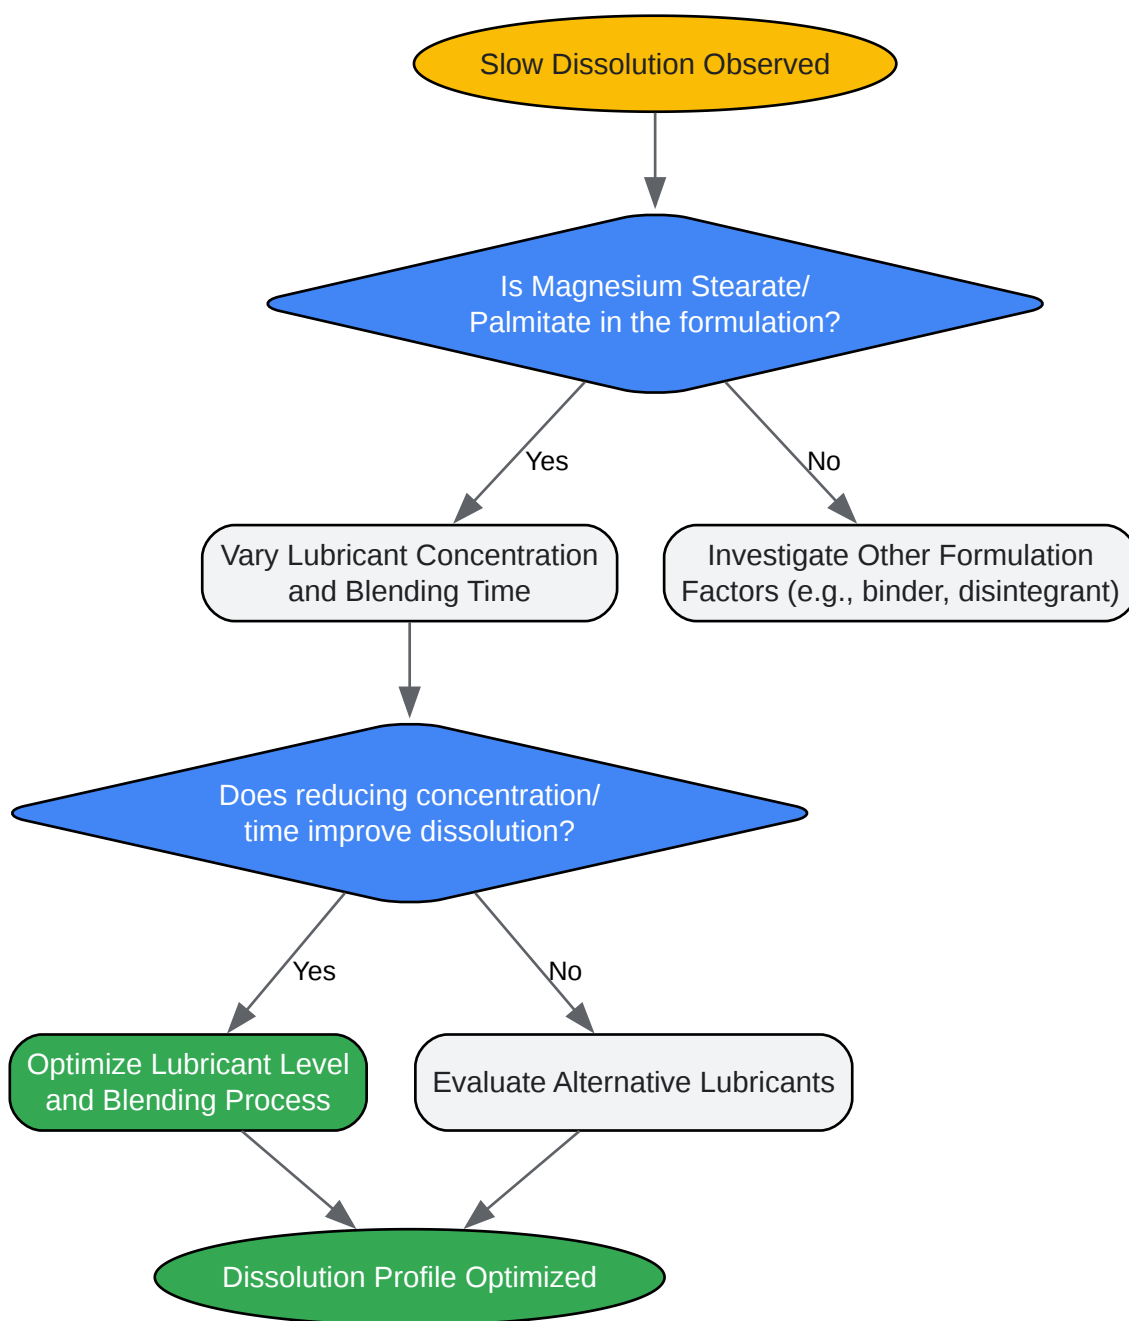 Slow Dissolution Observed
Is Magnesium Stearate/
Palmitate in the formulation?
Yes
No
Vary Lubricant Concentration
and Blending Time
Investigate Other Formulation
Factors (e.g., binder, disintegrant)
Does reducing concentration/
time improve dissolution?
Yes
No
Optimize Lubricant Level
and Blending Process
Evaluate Alternative Lubricants
Dissolution Profile Optimized